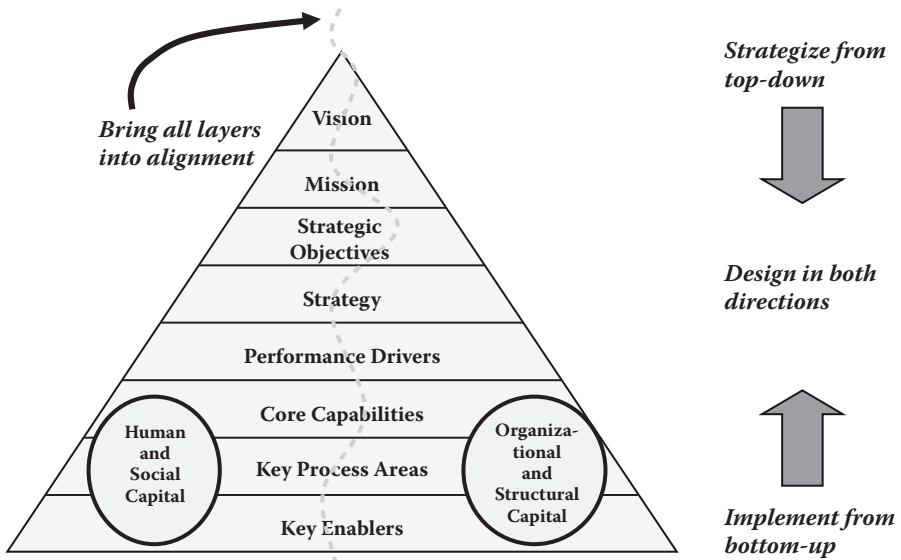 Strategize from
top-down
Bring all layers
into alignment
Vision
Mission
Strategic
Objectives
Strategy
Design in both
directions
Performance Drivers
Core Capabilities
Key Process Areas
Key Enablers
Human
and
Social
Capital
Organiza-
tional
and
Structural
Capital
Implement from
bottom-up